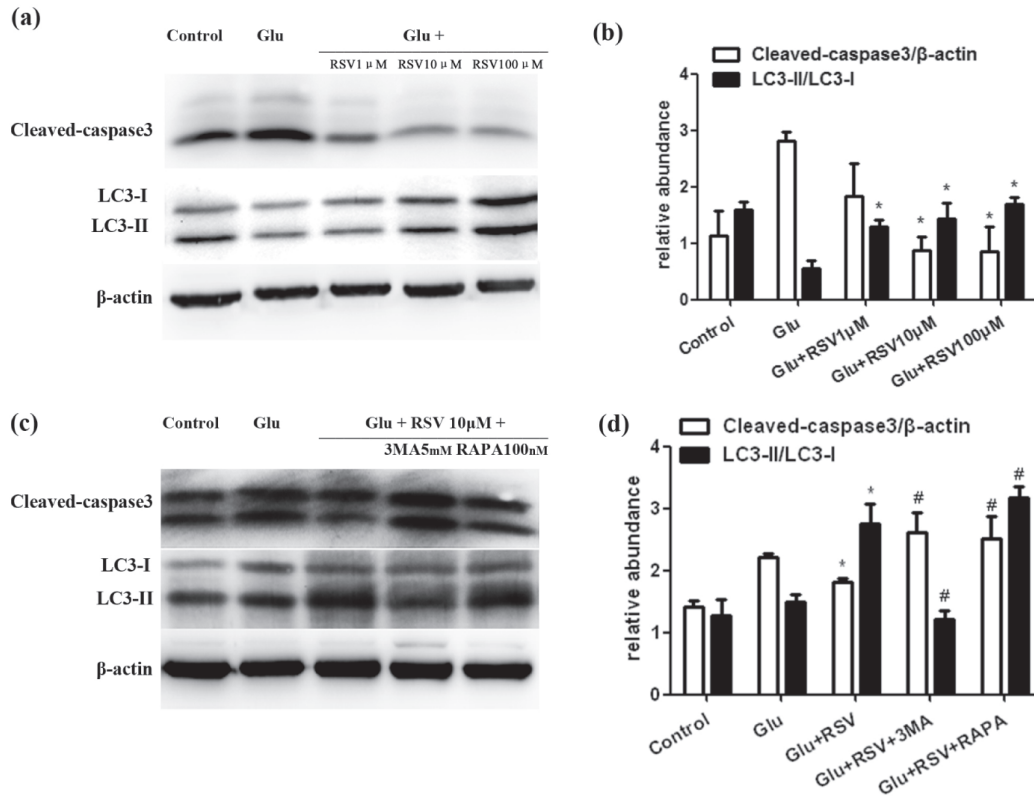 (a)
Control Glu Glu +
RSV1 μM RSV10 μM RSV100 μM
Cleaved-caspase3
LC3-I
LC3-II
β-actin
(b)
Cleaved-caspase3/β-actin
LC3-II/LC3-I
relative abundance
4
3
2
1
0
* * * * *
Control Glu Glu+RSV1μM Glu+RSV10μM Glu+RSV100μM
(c)
Control Glu Glu + RSV 10μM +
3MA5mM RAPA100nM
Cleaved-caspase3
LC3-I
LC3-II
β-actin
(d)
Cleaved-caspase3/β-actin
LC3-II/LC3-I
relative abundance
4
3
2
1
0
* * # # # #
Control Glu Glu+RSV Glu+RSV+3MA Glu+RSV+RAPA